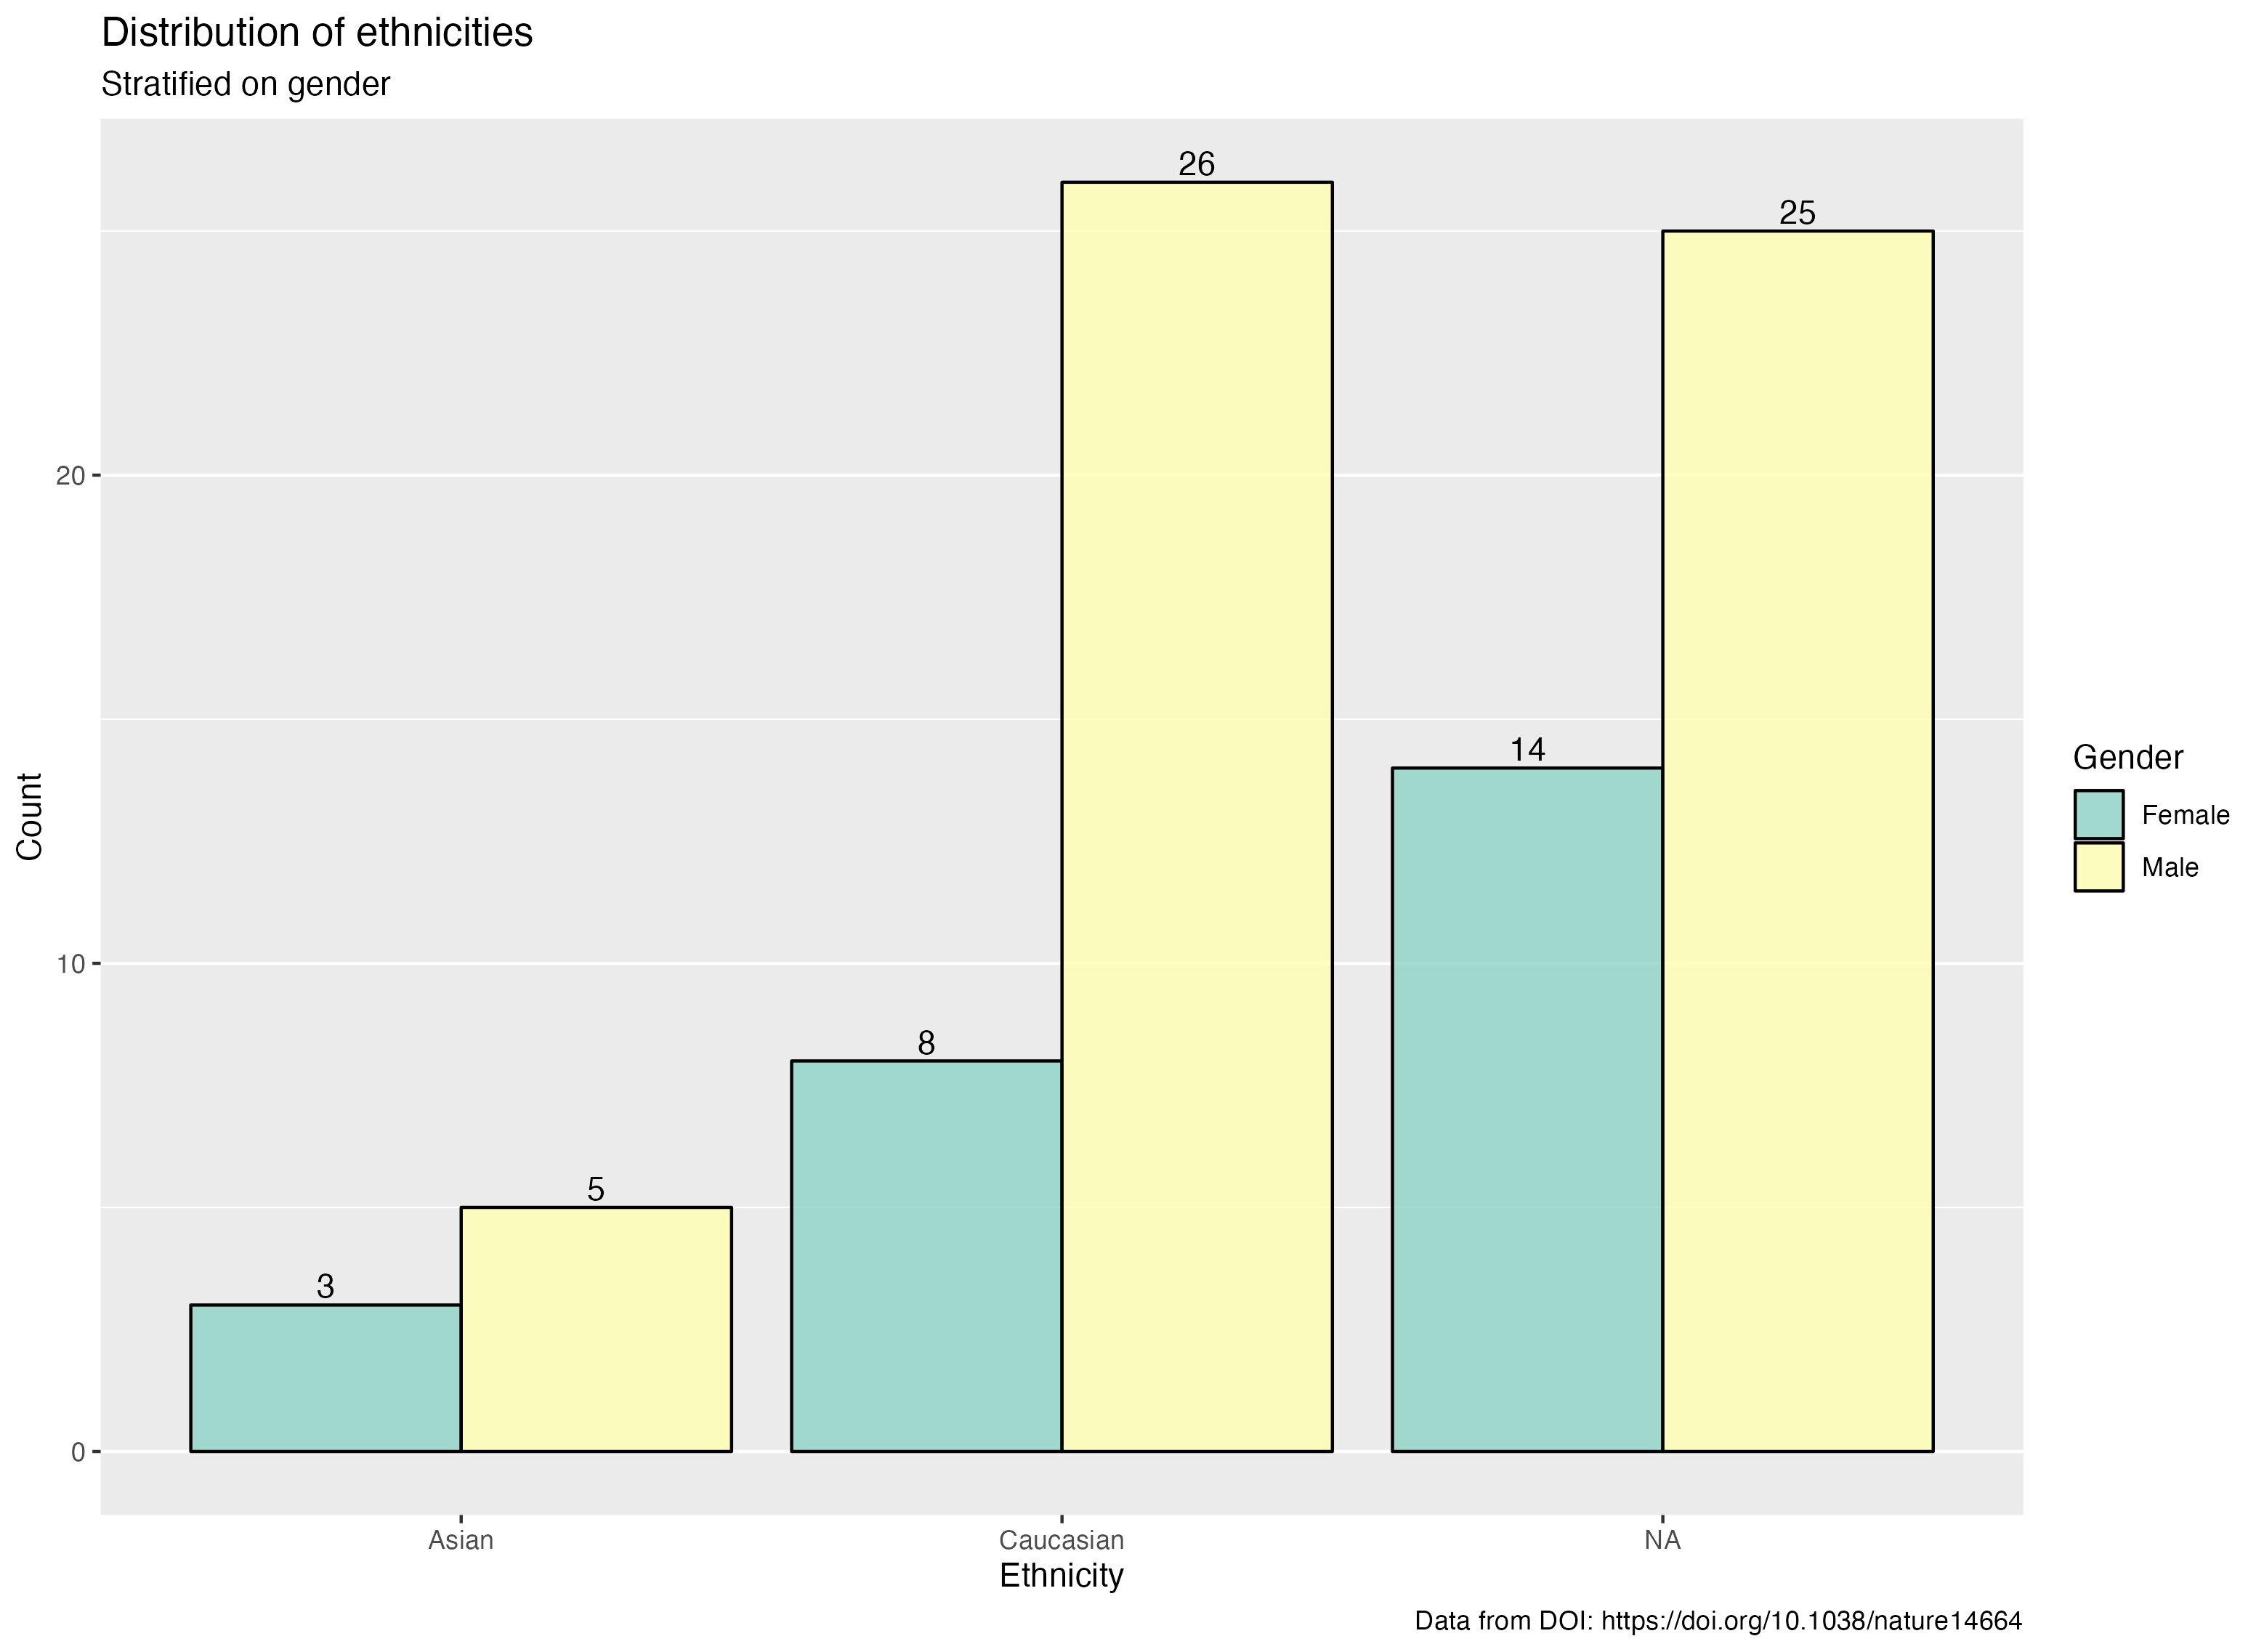 Distribution of ethnicities
Stratified on gender
26
25
20
14
10
8
5
3
0
Count
Asian
Caucasian
NA
Ethnicity
Gender
Female
Male
Data from DOI: https://doi.org/10.1038/nature14664